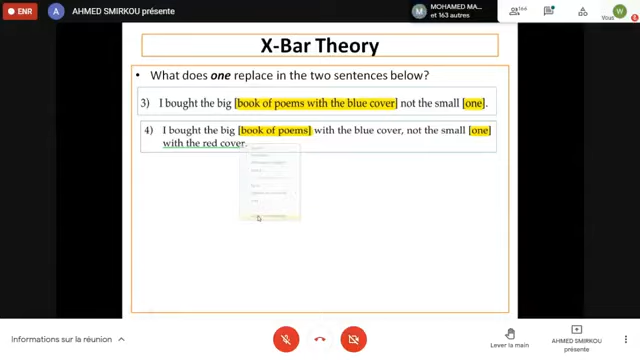 ENR
A
AHMED SMIRKOU présente
M
MOHAMED MA...
et 163 autres
164
Vous
W
X-Bar Theory
• What does one replace in the two sentences below?
3) I bought the big [book of poems with the blue cover] not the small [one].
4) I bought the big [book of poems] with the blue cover, not the small [one]
with the red cover.
Informations sur la réunion
Lever la main
AHMED SMIRKOU
présente